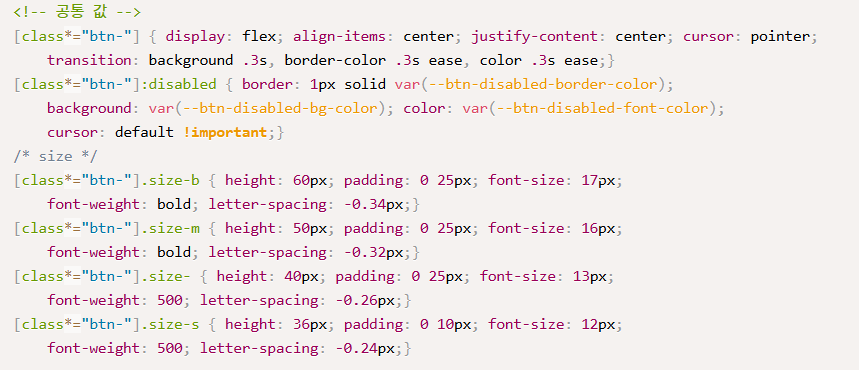 <!-- 공통 값 -->
[class*="btn-"] { display: flex; align-items: center; justify-content: center; cursor: pointer;
transition: background .3s, border-color .3s ease, color .3s ease;}
[class*="btn-"]:disabled { border: 1px solid var(--btn-disabled-border-color);
background: var(--btn-disabled-bg-color); color: var(--btn-disabled-font-color);
cursor: default !important;}
/* size */
[class*="btn-"].size-b { height: 60px; padding: 0 25px; font-size: 17px;
font-weight: bold; letter-spacing: -0.34px;}
[class*="btn-"].size-m { height: 50px; padding: 0 25px; font-size: 16px;
font-weight: bold; letter-spacing: -0.32px;}
[class*="btn-"].size- { height: 40px; padding: 0 25px; font-size: 13px;
font-weight: 500; letter-spacing: -0.26px;}
[class*="btn-"].size-s { height: 36px; padding: 0 10px; font-size: 12px;
font-weight: 500; letter-spacing: -0.24px;}